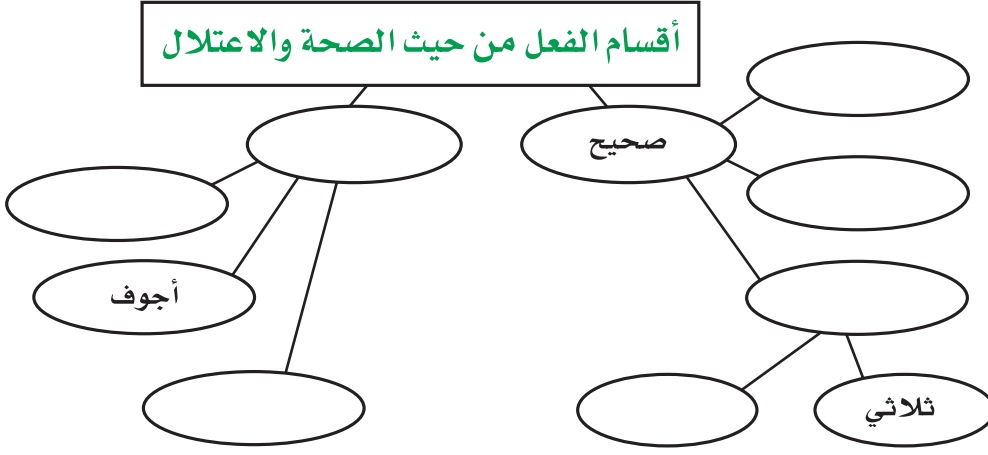 أقسام الفعل من حيث الصحة والاعتلال
صحيح
أجوف
ثلاثي